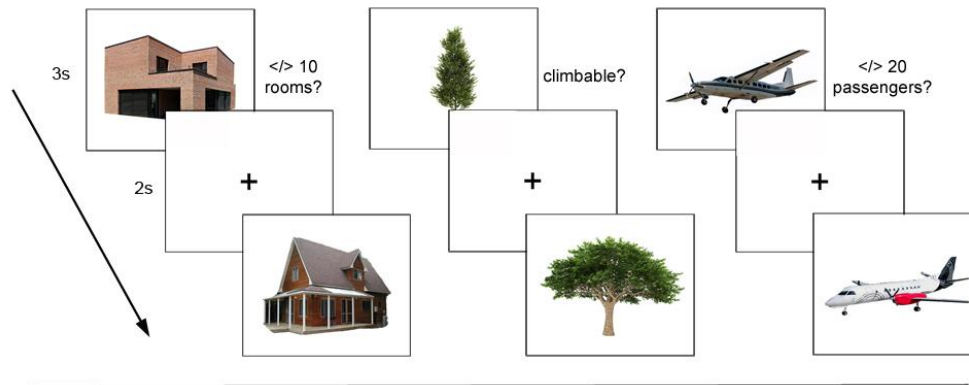 3s
</> 10
rooms?
climbable?
</> 20
passengers?
2s
+
+
+